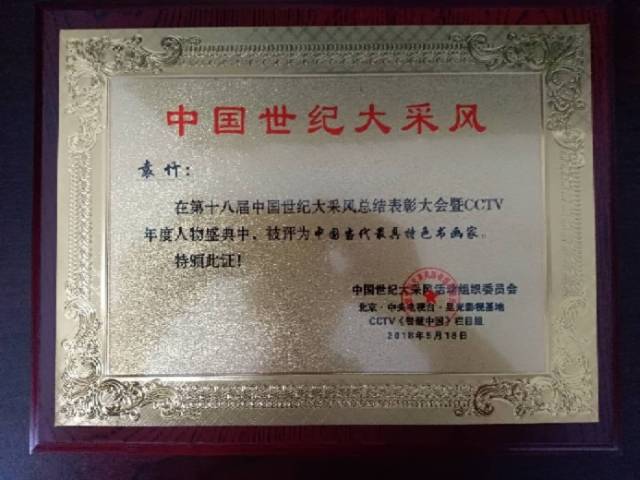 中国世纪大采风
袁竹：
在第十八届中国世纪大采风总结表彰大会暨CCTV
年度人物盛典中，被评为中国当代最具特色书画家。
特颁此证！
中国世纪大采风活动组织委员会
北京·中央电视台·星光影视基地
CCTV《智慧中国》栏目组
2018年5月18日